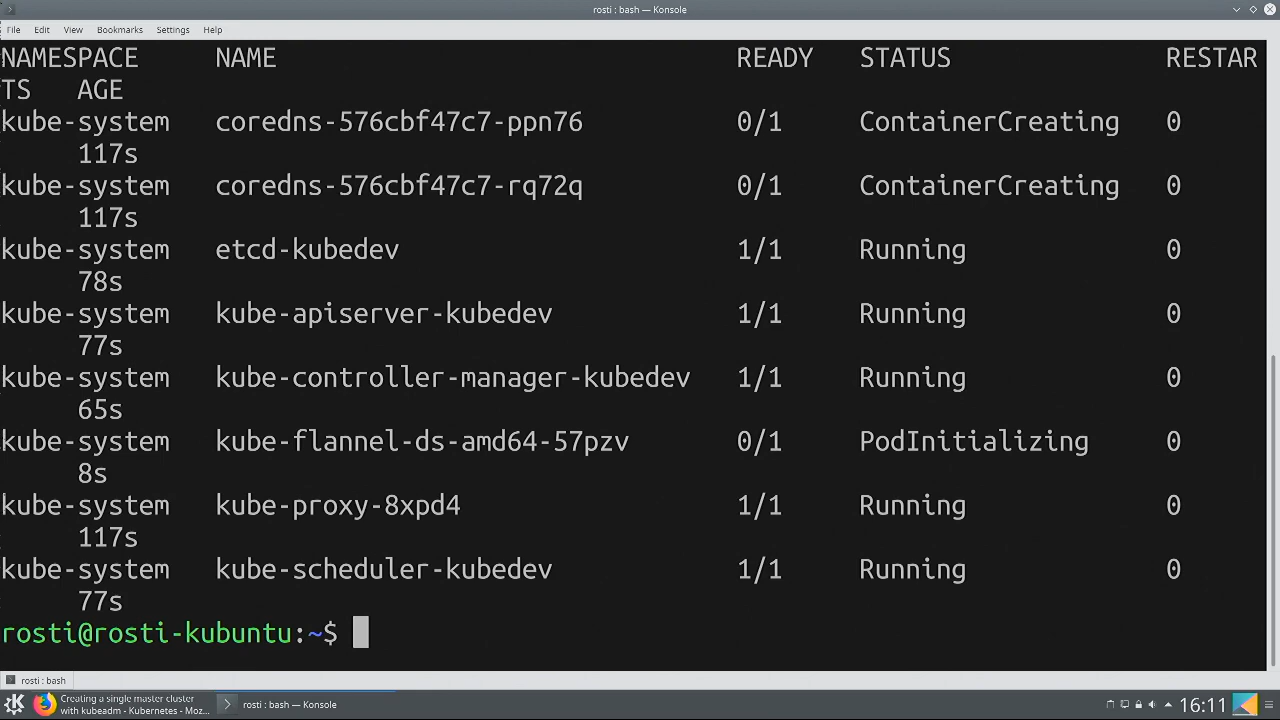 rosti : bash — Konsole
File Edit View Bookmarks Settings Help
NAMESPACE NAME READY STATUS RESTAR
TS AGE
kube-system coredns-576cbf47c7-ppn76 0/1 ContainerCreating 0
117s
kube-system coredns-576cbf47c7-rq72q 0/1 ContainerCreating 0
117s
kube-system etcd-kubedev 1/1 Running 0
78s
kube-system kube-apiserver-kubedev 1/1 Running 0
77s
kube-system kube-controller-manager-kubedev 1/1 Running 0
65s
kube-system kube-flannel-ds-amd64-57pzv 0/1 PodInitializing 0
8s
kube-system kube-proxy-8xpd4 1/1 Running 0
117s
kube-system kube-scheduler-kubedev 1/1 Running 0
77s
rosti@rosti-kubuntu:~$
rosti : bash
Creating a single master cluster
with kubeadm - Kubernetes - Moz...
rosti : bash — Konsole
16:11